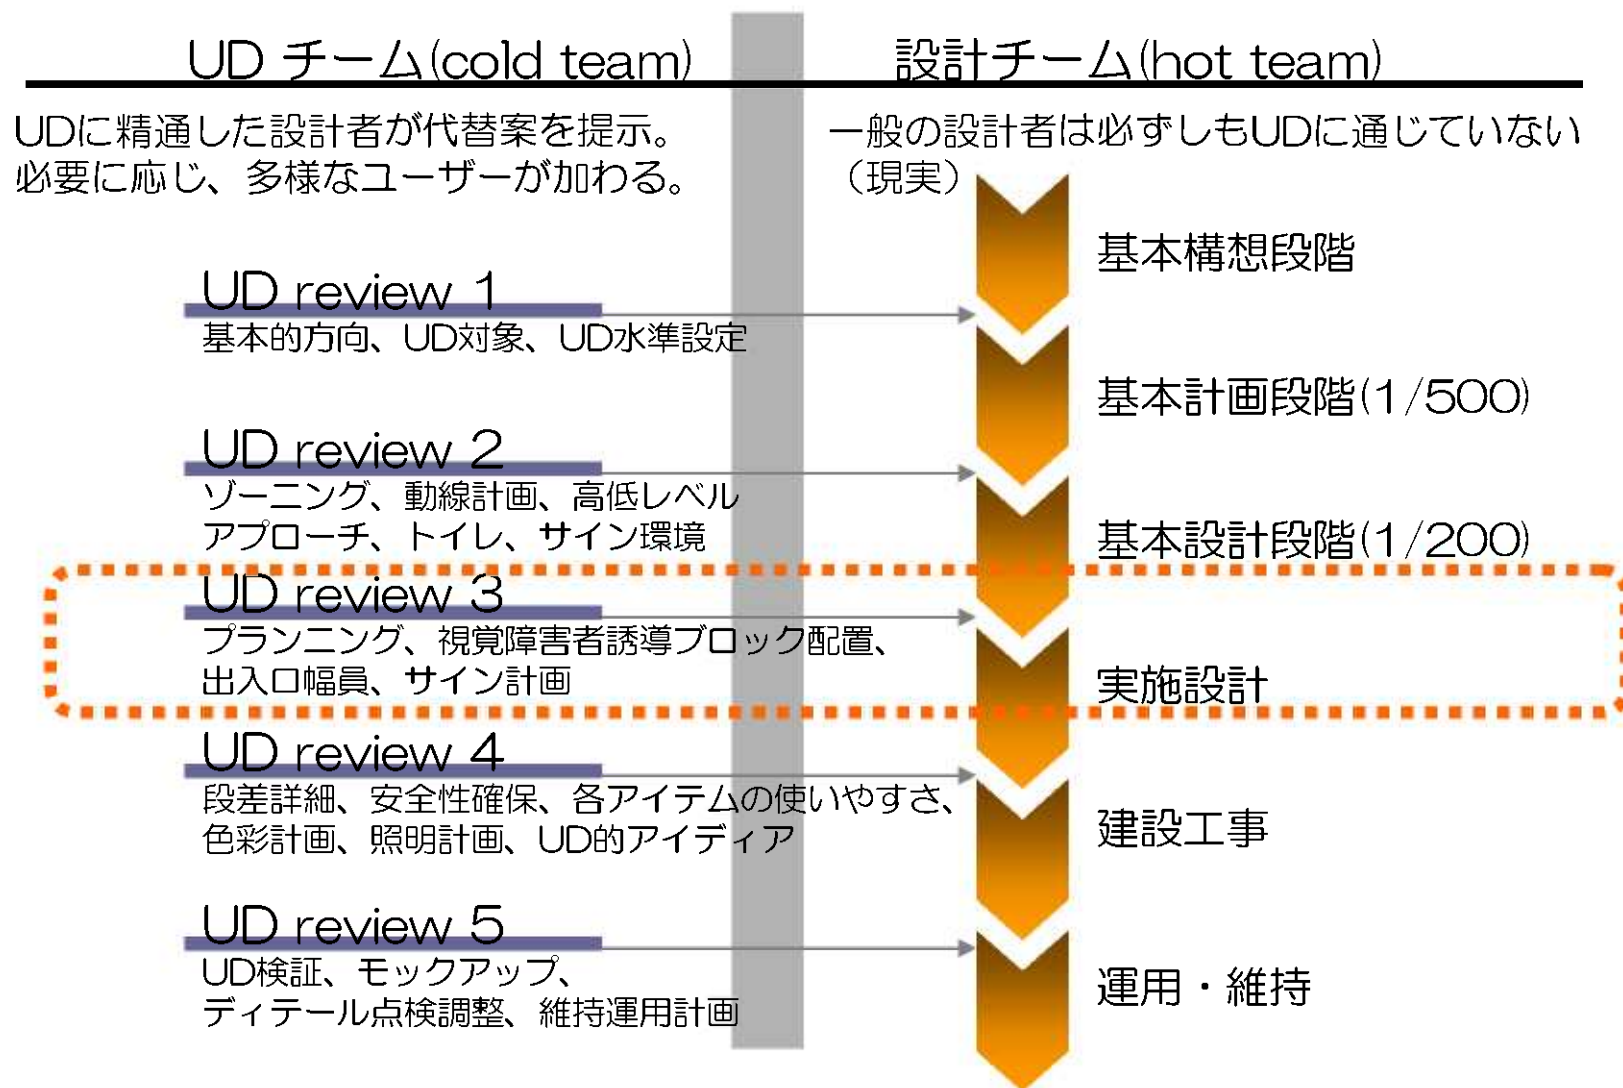 UD チーム(cold team)
設計チーム(hot team)
UDに精通した設計者が代替案を提示。
必要に応じ、多様なユーザーが加わる。
一般の設計者は必ずしもUDに通じていない
（現実）
基本構想段階
UD review 1
基本的方向、UD対象、UD水準設定
基本計画段階(1/500)
UD review 2
ゾーニング、動線計画、高低レベル
アプローチ、トイレ、サイン環境
基本設計段階(1/200)
UD review 3
プランニング、視覚障害者誘導ブロック配置、
出入口幅員、サイン計画
実施設計
UD review 4
段差詳細、安全性確保、各アイテムの使いやすさ、
色彩計画、照明計画、UD的アイディア
建設工事
UD review 5
UD検証、モックアップ、
ディテール点検調整、維持運用計画
運用・維持